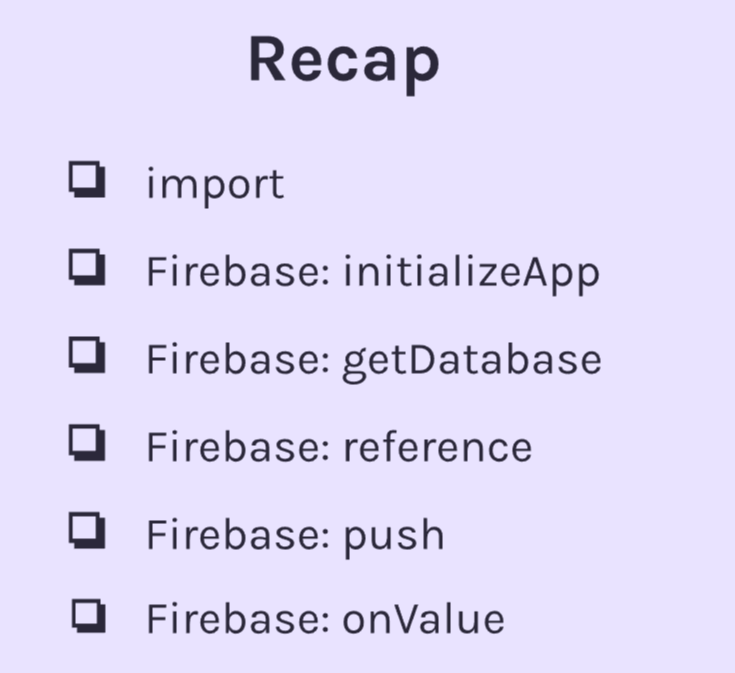 Recap
❏ import
❏ Firebase: initializeApp
❏ Firebase: getDatabase
❏ Firebase: reference
❏ Firebase: push
❏ Firebase: onValue